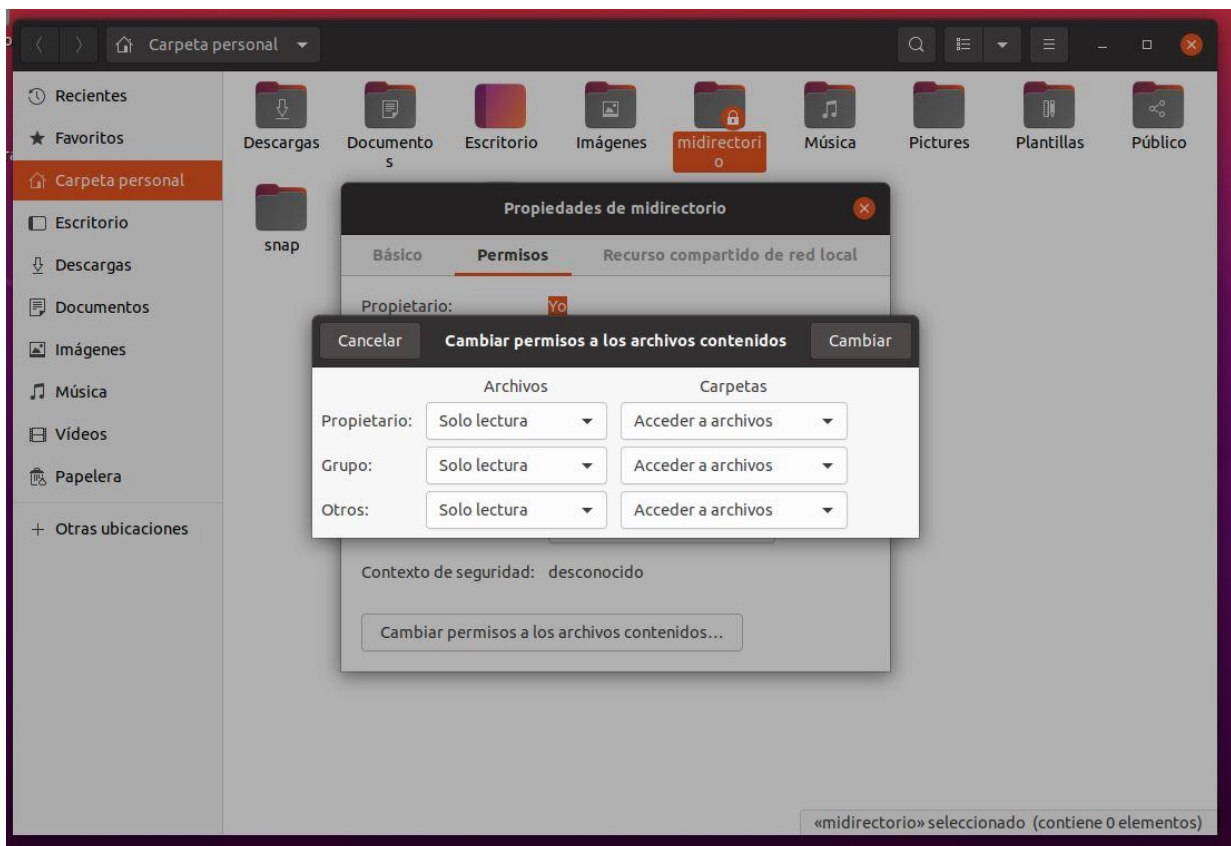 Carpeta personal
Recientes
Favoritos
Carpeta personal
Escritorio
Descargas
Documentos
Imágenes
Música
Vídeos
Papelera
Otras ubicaciones
Descargas
Documento
s
Escritorio
Imágenes
midirectori
o
Música
Pictures
Plantillas
Público
snap
Propiedades de midirectorio
Básico Permisos Recurso compartido de red local
Propietario: Yo
Cancelar Cambiar permisos a los archivos contenidos Cambiar
Archivos Carpetas
Propietario: Solo lectura Acceder a archivos
Grupo: Solo lectura Acceder a archivos
Otros: Solo lectura Acceder a archivos
Contexto de seguridad: desconocido
Cambiar permisos a los archivos contenidos...
«midirectorio» seleccionado (contiene 0 elementos)